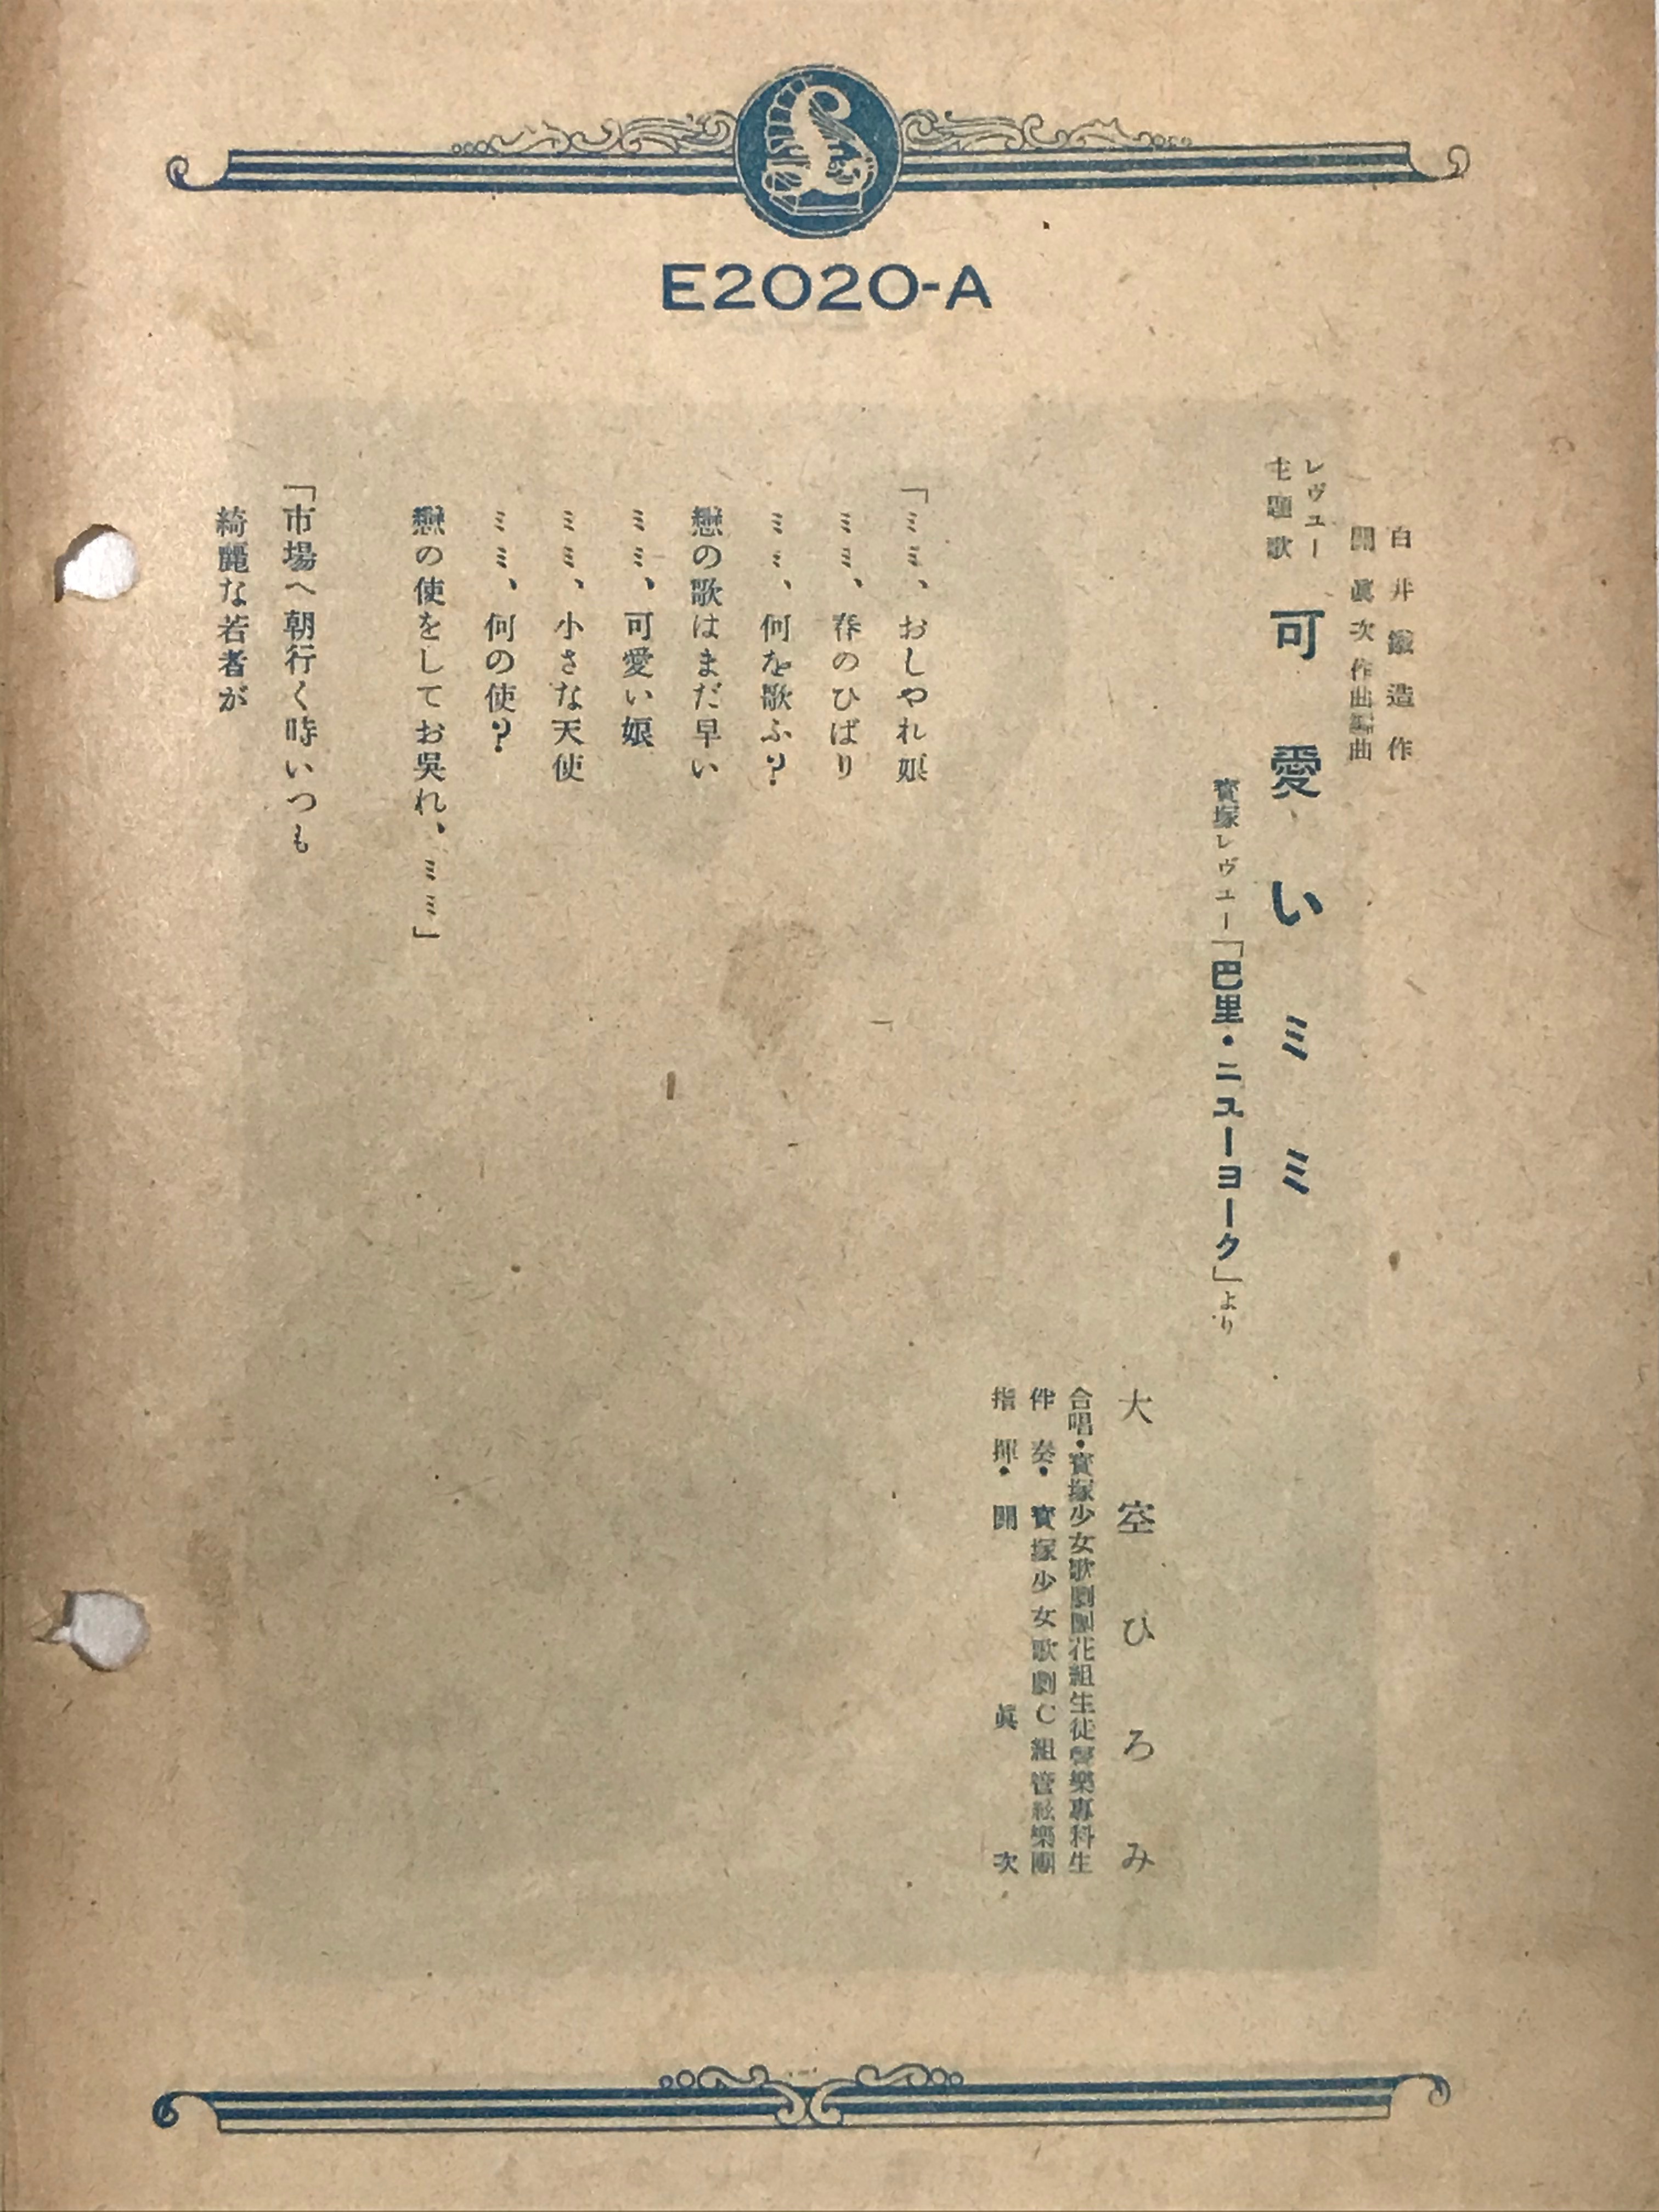 E2020-A
白井鐵造作
關眞次作曲編曲
レヴュー
主題歌
可愛いミミ
寳塚レヴュー「巴里・ニューヨーク」より
大空ひろみ
合唱・寳塚少女歌劇團花組生徒聲樂專科生
伴奏・寳塚少女歌劇C組管絃樂團
指揮・關眞次
「ミミ、おしやれ娘
ミミ、春のひばり
ミミ、何を歌ふ?
戀の歌はまだ早い
ミミ、可愛い娘
ミミ、小さな天使
ミミ、何の使?
戀の使をしてお呉れ、ミミ」
「市場へ朝行く時いつも
綺麗な若者が